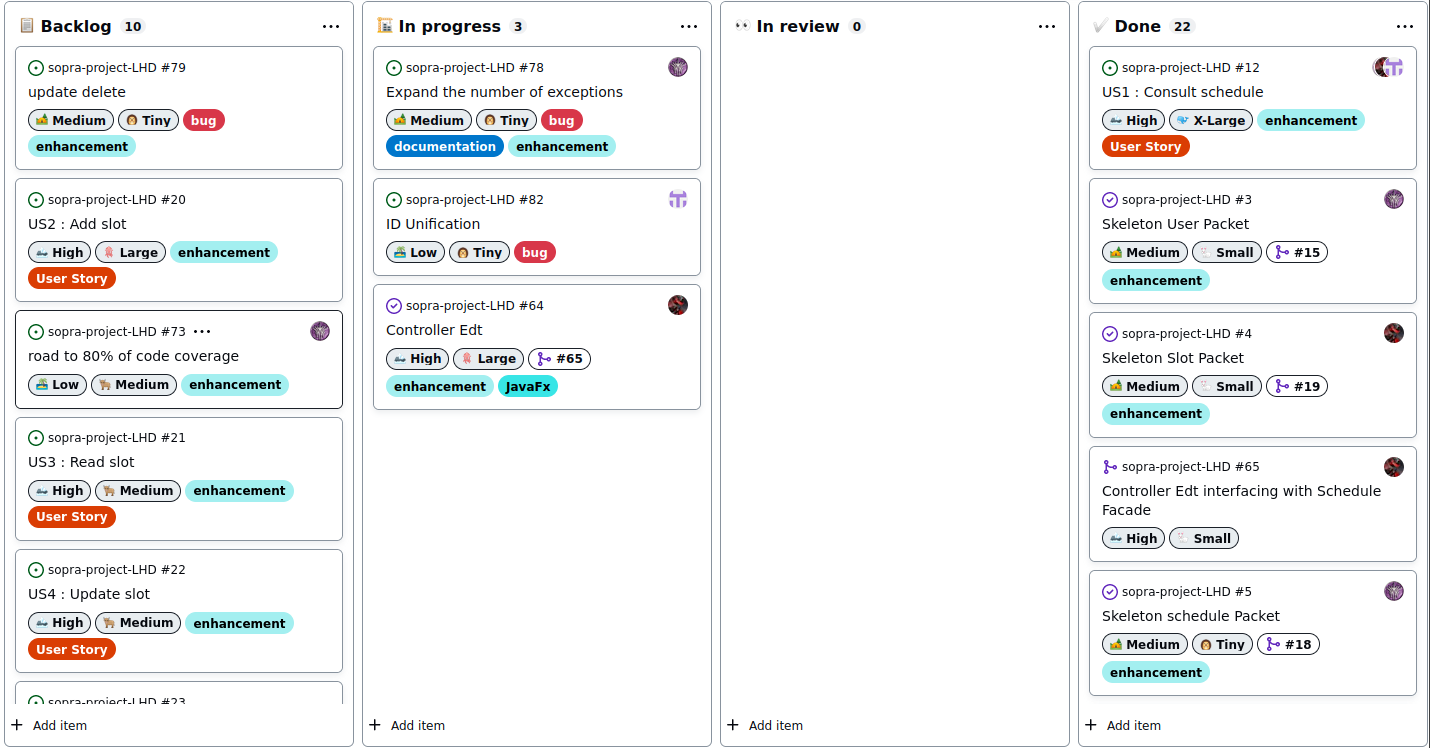 Backlog 10
sopra-project-LHD #79
update delete
Medium Tiny bug
enhancement
sopra-project-LHD #20
US2 : Add slot
High Large enhancement
User Story
sopra-project-LHD #73
road to 80% of code coverage
Low Medium enhancement
sopra-project-LHD #21
US3 : Read slot
High Medium enhancement
User Story
sopra-project-LHD #22
US4 : Update slot
High Medium enhancement
User Story
sopra-project-LHD #23
Add item
In progress 3
sopra-project-LHD #78
Expand the number of exceptions
Medium Tiny bug
documentation enhancement
sopra-project-LHD #82
ID Unification
Low Tiny bug
sopra-project-LHD #64
Controller Edt
High Large #65
enhancement JavaFx
Add item
In review 0
Add item
Done 22
sopra-project-LHD #12
US1 : Consult schedule
High X-Large enhancement
User Story
sopra-project-LHD #3
Skeleton User Packet
Medium Small #15
enhancement
sopra-project-LHD #4
Skeleton Slot Packet
Medium Small #19
enhancement
sopra-project-LHD #65
Controller Edt interfacing with Schedule
Facade
High Small
sopra-project-LHD #5
Skeleton schedule Packet
Medium Tiny #18
enhancement
Add item